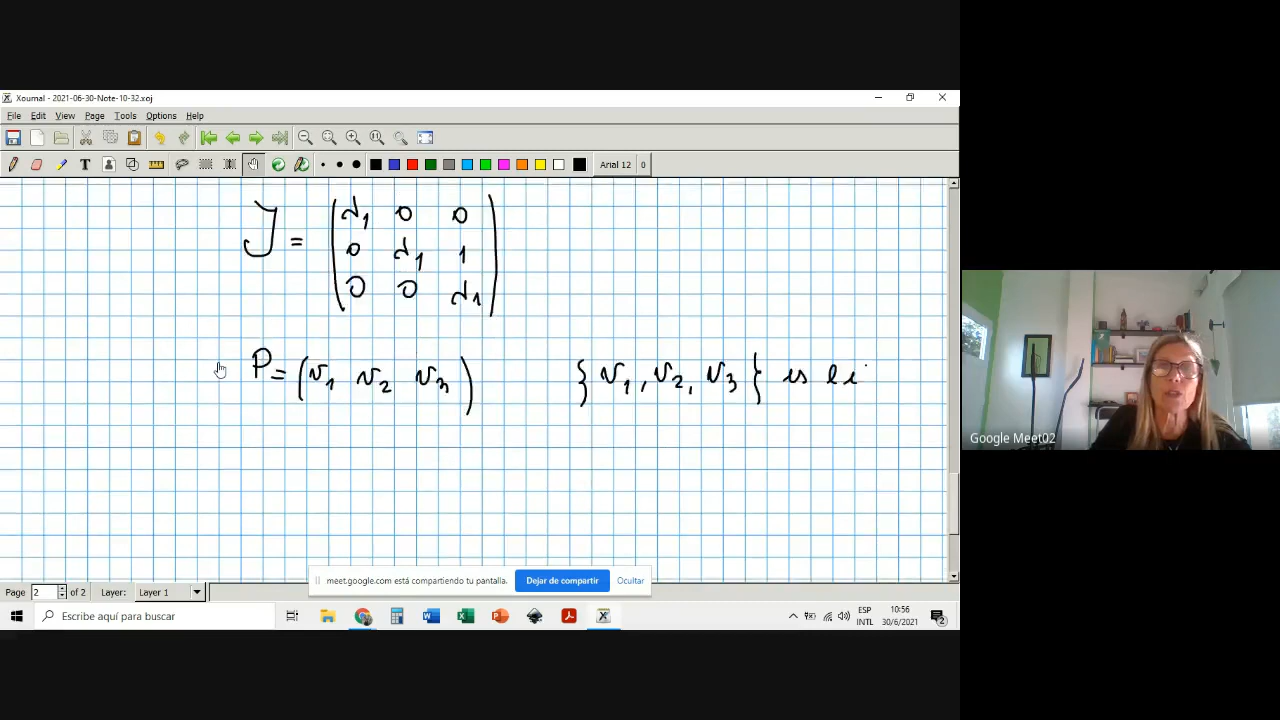 Xournal - 2021-06-30-Note-10-32.xoj
File Edit View Page Tools Options Help
Arial 12 0
J = (λ1 0 0
0 λ1 1
0 0 λ1)
P = (v1 v2 v3) {v1, v2, v3} is li
Google Meet02
meet.google.com está compartiendo tu pantalla. Dejar de compartir Ocultar
Page 2 of 2 Layer: Layer 1
Escribe aquí para buscar
ESP 10:56
INTL 30/6/2021 2